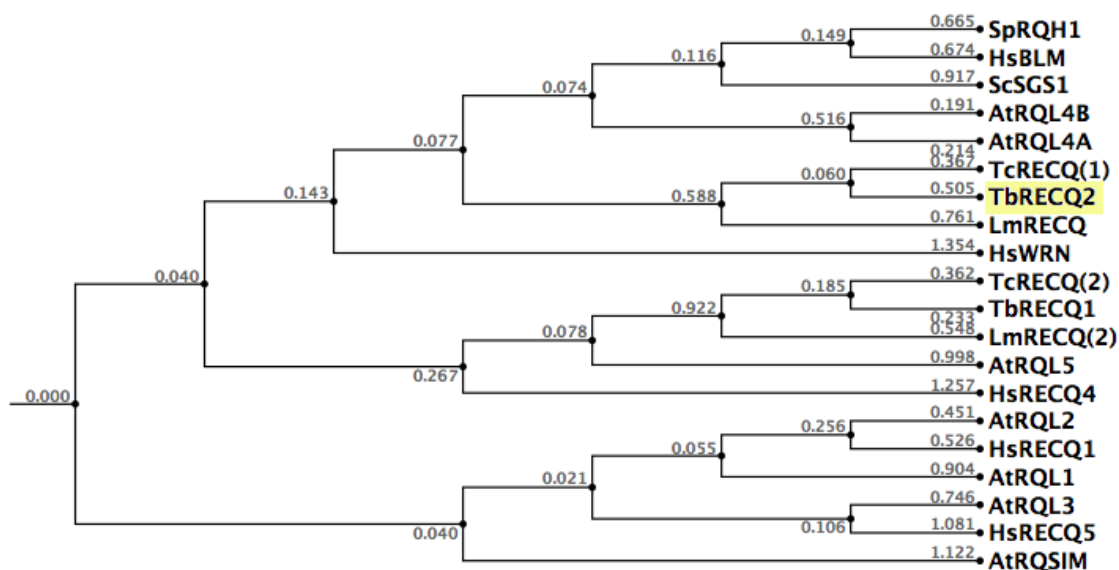 0.665 SpRQH1
0.149
0.674 HsBLM
0.116
0.917 ScSGS1
0.074
0.191 AtRQL4B
0.516
AtRQL4A
0.214
0.077
0.367 TcRECQ(1)
0.060
0.505 TbRECQ2
0.588
0.761 LmRECQ
0.143
1.354 HsWRN
0.040
0.362 TcRECQ(2)
0.185
TbRECQ1
0.233
0.922
0.548 LmRECQ(2)
0.078
0.998 AtRQL5
0.267
1.257 HsRECQ4
0.000
0.451 AtRQL2
0.256
0.526 HsRECQ1
0.055
0.904 AtRQL1
0.021
0.746 AtRQL3
0.106
1.081 HsRECQ5
0.040
1.122 AtRQSIM